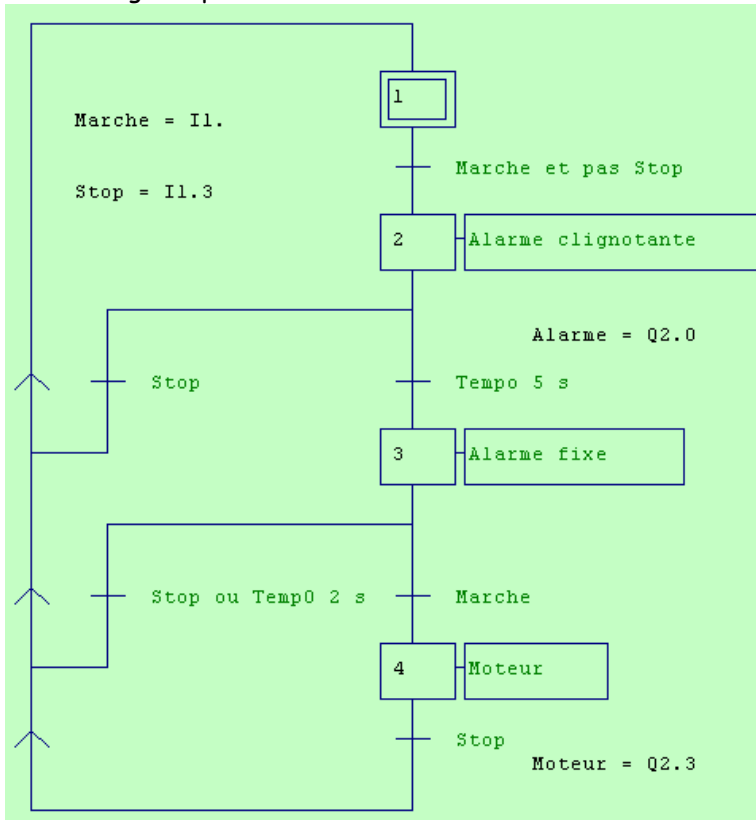 1
Marche = I1.
Marche et pas Stop
Stop = I1.3
2 Alarme clignotante
Alarme = Q2.0
Stop
Tempo 5 s
3 Alarme fixe
Stop ou Temp0 2 s
Marche
4 Moteur
Stop
Moteur = Q2.3